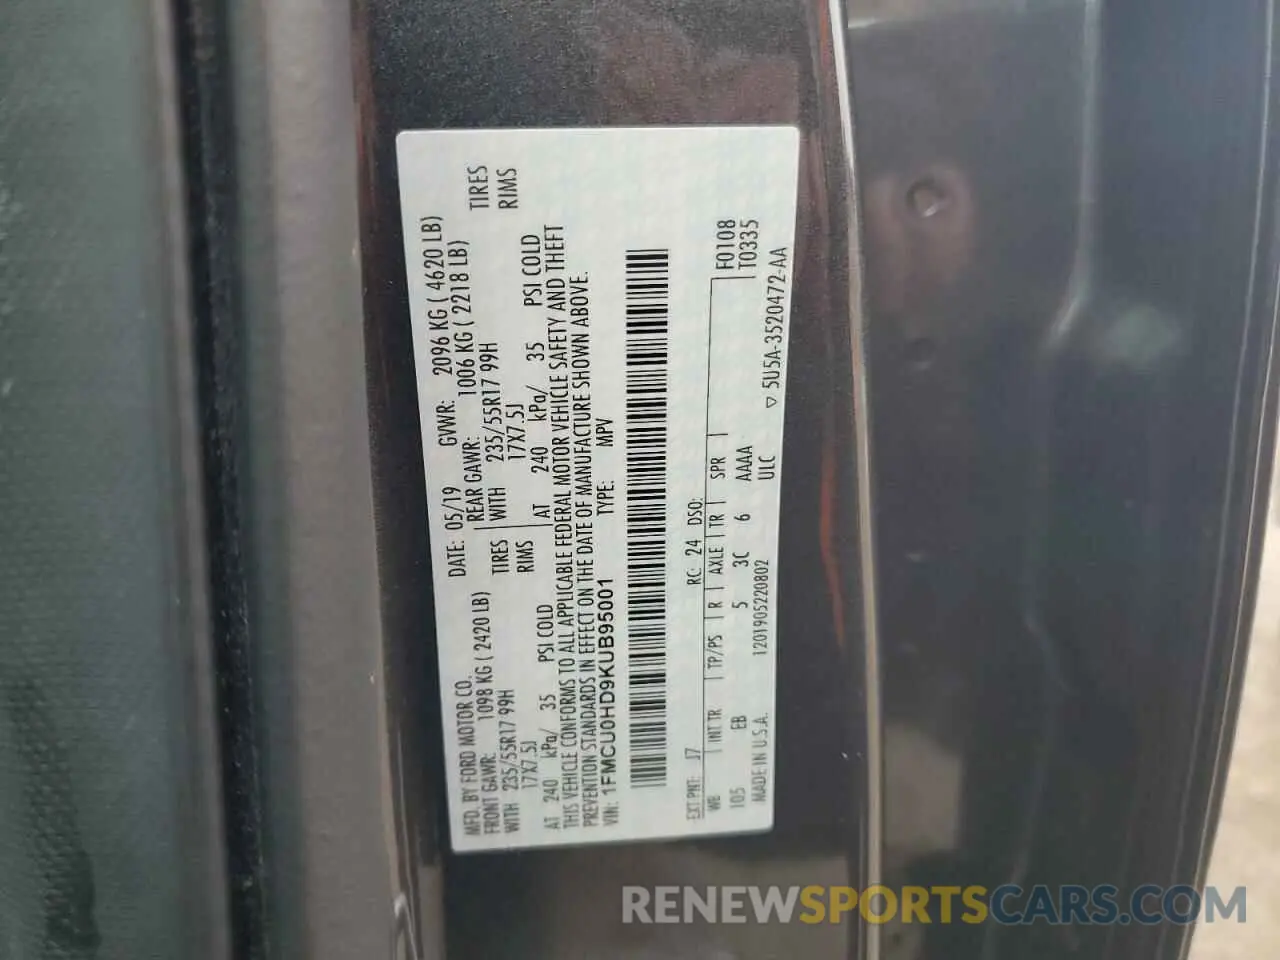 MFD. BY FORD MOTOR CO.
DATE: 05/19 GVWR: 2096 KG ( 4620 LB)
FRONT GAWR: 1098 KG ( 2420 LB) REAR GAWR: 1006 KG ( 2218 LB)
WITH 235/55R17 99H TIRES WITH 235/55R17 99H TIRES
17X7.5J RIMS 17X7.5J RIMS
AT 240 kPa/ 35 PSI COLD AT 240 kPa/ 35 PSI COLD
THIS VEHICLE CONFORMS TO ALL APPLICABLE FEDERAL MOTOR VEHICLE SAFETY AND THEFT
PREVENTION STANDARDS IN EFFECT ON THE DATE OF MANUFACTURE SHOWN ABOVE.
VIN: 1FMCU0HD9KUB95001 TYPE: MPV
EXT PNT: J7 RC: 24 DSO:
WB INT TR TP/PS R AXLE TR SPR F0108
105 EB 5 3C 6 AAAA T0335
MADE IN U.S.A. 1201905220802 ULC
▽ 5U5A-3520472-AA
RENEWSPORTSCARS.COM